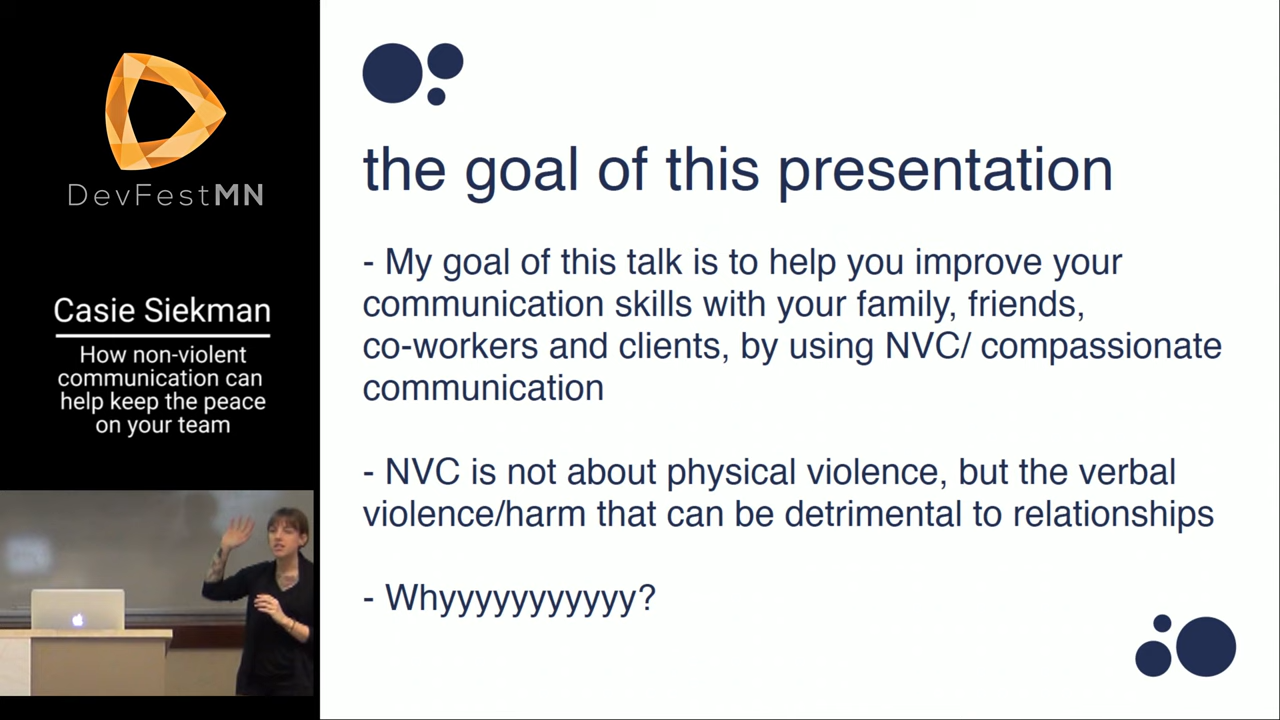 DevFestMN
Casie Siekman
How non-violent
communication can
help keep the peace
on your team
the goal of this presentation
- My goal of this talk is to help you improve your
communication skills with your family, friends,
co-workers and clients, by using NVC/ compassionate
communication
- NVC is not about physical violence, but the verbal
violence/harm that can be detrimental to relationships
- Whyyyyyyyyyyy?